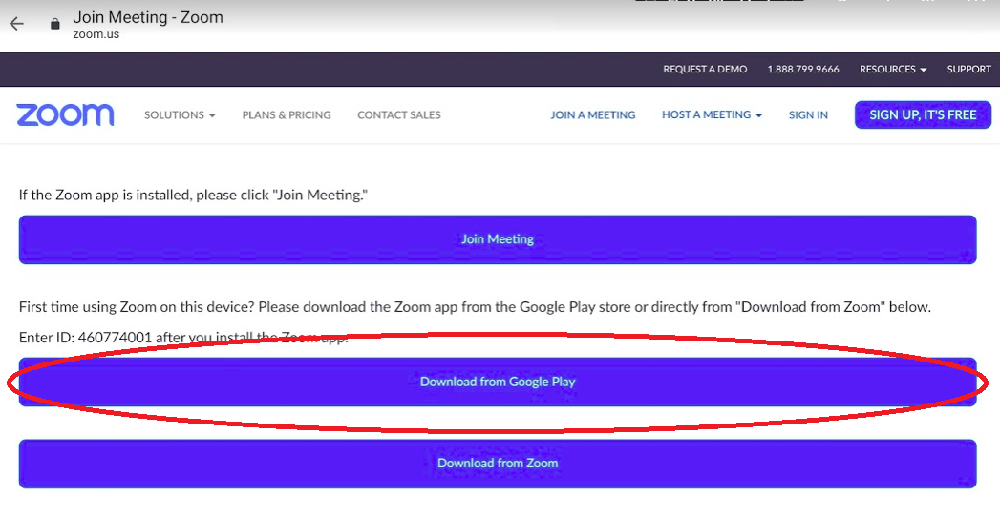 Join Meeting - Zoom
zoom.us
REQUEST A DEMO 1.888.799.9666 RESOURCES SUPPORT
zoom SOLUTIONS PLANS & PRICING CONTACT SALES JOIN A MEETING HOST A MEETING SIGN IN SIGN UP, IT'S FREE
If the Zoom app is installed, please click "Join Meeting."
Join Meeting
First time using Zoom on this device? Please download the Zoom app from the Google Play store or directly from "Download from Zoom" below.
Enter ID: 460774001 after you install the Zoom app.
Download from Google Play
Download from Zoom